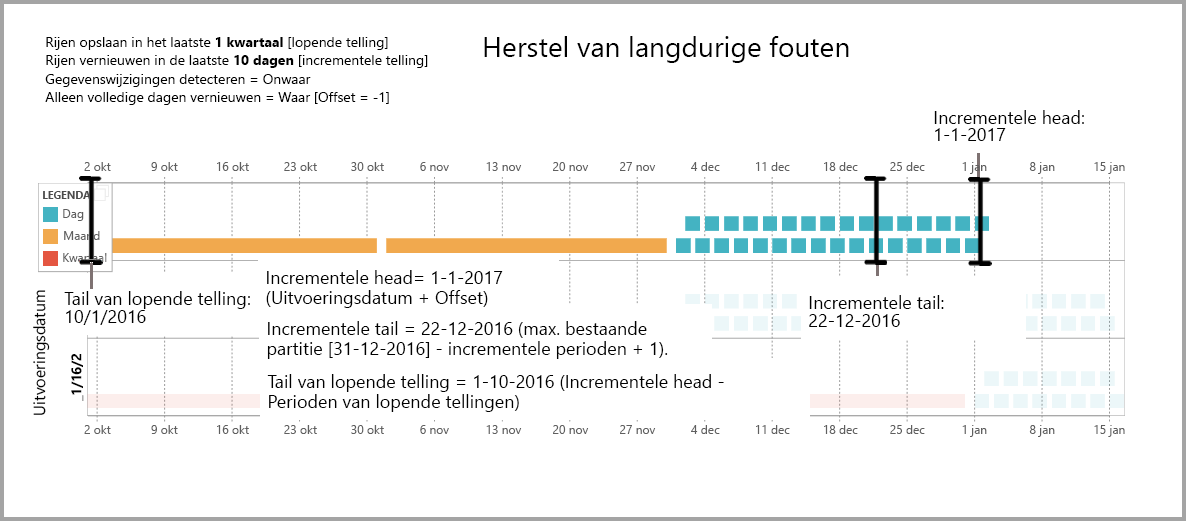 Rijen opslaan in het laatste 1 kwartaal [lopende telling]
Rijen vernieuwen in de laatste 10 dagen [incrementele telling]
Gegevenswijzigingen detecteren = Onwaar
Alleen volledige dagen vernieuwen = Waar [Offset = -1]
Herstel van langdurige fouten
Incrementele head:
1-1-2017
2 okt 9 okt 16 okt 23 okt 30 okt 6 nov 13 nov 20 nov 27 nov 4 dec 11 dec 18 dec 25 dec 1 jan 8 jan 15 jan
LEGENDA
Dag
Maand
Kwartaal
Tail van lopende telling:
10/1/2016
Incrementele head= 1-1-2017
(Uitvoeringsdatum + Offset)
Incrementele tail = 22-12-2016 (max. bestaande
partitie [31-12-2016] - incrementele perioden + 1).
Tail van lopende telling = 1-10-2016 (Incrementele head -
Perioden van lopende tellingen)
Incrementele tail:
22-12-2016
Uitvoeringsdatum
1/16/2
2 okt 9 okt 16 okt 23 okt 30 okt 6 nov 13 nov 20 nov 27 nov 4 dec 11 dec 18 dec 25 dec 1 jan 8 jan 15 jan